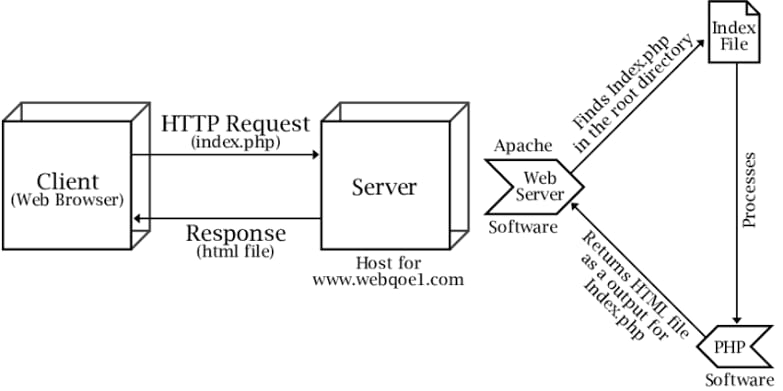 Client
(Web Browser)
HTTP Request
(index.php)
Response
(html file)
Server
Host for
www.webqoe1.com
Apache
Web
Server
Software
Finds Index.php
in the root directory
Index
File
Processes
PHP
Software
Returns HTML file
as a output for
Index.php